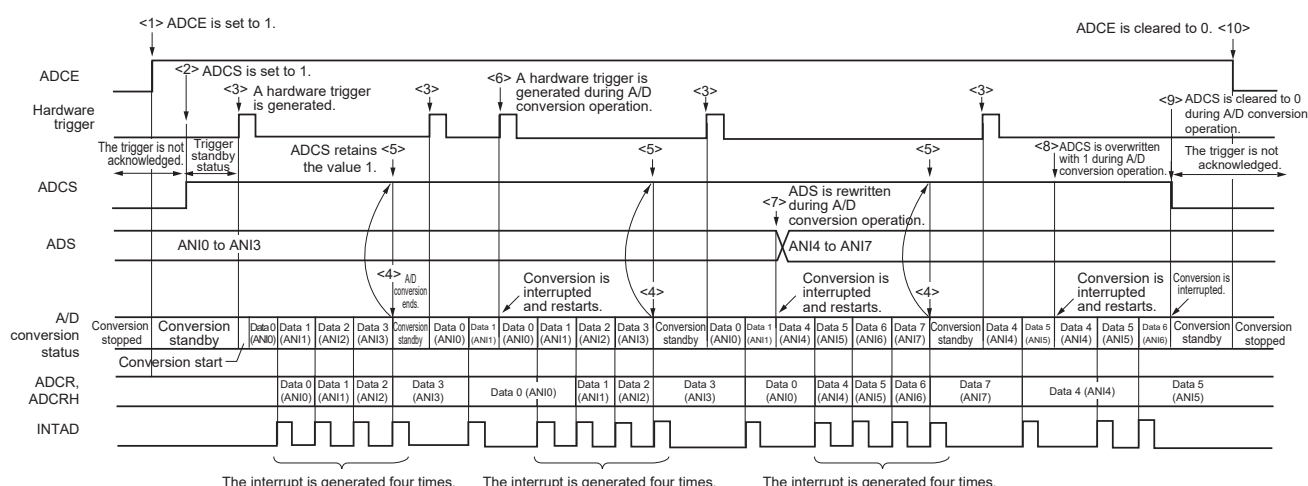 <1> ADCE is set to 1.
ADCE is cleared to 0. <10>
ADCE
<2> ADCS is set to 1.
<3> A hardware trigger
is generated.
<3>
<6> A hardware trigger is
generated during A/D
conversion operation.
<3>
<3>
<9> ADCS is cleared to 0
during A/D conversion
operation.
Hardware
trigger
The trigger is not
acknowledged.
Trigger
standby
status
ADCS retains <5>
the value 1.
<5>
<5>
<8> ADCS is overwritten
with 1 during A/D
conversion operation.
The trigger is not
acknowledged.
ADCS
<7> ADS is rewritten
during A/D
conversion operation.
ADS
ANI0 to ANI3
ANI4 to ANI7
<4> A/D
conversion
ends.
Conversion is
interrupted
and restarts.
<4>
Conversion is
interrupted
and restarts.
<4>
Conversion is
interrupted
and restarts.
Conversion is
interrupted.
A/D
conversion
status
Conversion
stopped
Conversion
standby
Data 0
(ANI0)
Data 1
(ANI1)
Data 2
(ANI2)
Data 3
(ANI3)
Conversion
standby
Data 0
(ANI0)
Data 1
(ANI1)
Data 0
(ANI0)
Data 1
(ANI1)
Data 2
(ANI2)
Data 3
(ANI3)
Conversion
standby
Data 0
(ANI0)
Data 1
(ANI1)
Data 4
(ANI4)
Data 5
(ANI5)
Data 6
(ANI6)
Data 7
(ANI7)
Conversion
standby
Data 4
(ANI4)
Data 5
(ANI5)
Data 4
(ANI4)
Data 5
(ANI5)
Data 6
(ANI6)
Conversion
standby
Conversion
stopped
Conversion start
ADCR,
ADCRH
Data 0
(ANI0)
Data 1
(ANI1)
Data 2
(ANI2)
Data 3
(ANI3)
Data 0 (ANI0)
Data 1
(ANI1)
Data 2
(ANI2)
Data 3
(ANI3)
Data 0
(ANI0)
Data 4
(ANI4)
Data 5
(ANI5)
Data 6
(ANI6)
Data 7
(ANI7)
Data 4 (ANI4)
Data 5
(ANI5)
INTAD
The interrupt is generated four times.
The interrupt is generated four times.
The interrupt is generated four times.